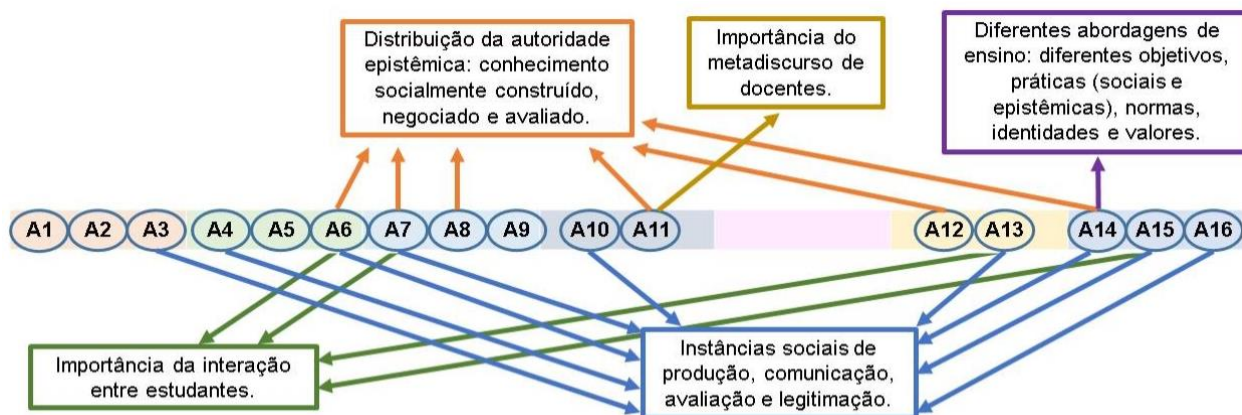 Distribuição da autoridade
epistêmica: conhecimento
socialmente construído,
negociado e avaliado.
Importância do
metadiscurso de
docentes.
Diferentes abordagens de
ensino: diferentes objetivos,
práticas (sociais e
epistêmicas), normas,
identidades e valores.
A1 A2 A3 A4 A5 A6 A7 A8 A9 A10 A11 A12 A13 A14 A15 A16
Importância da interação
entre estudantes.
Instâncias sociais de
produção, comunicação,
avaliação e legitimação.